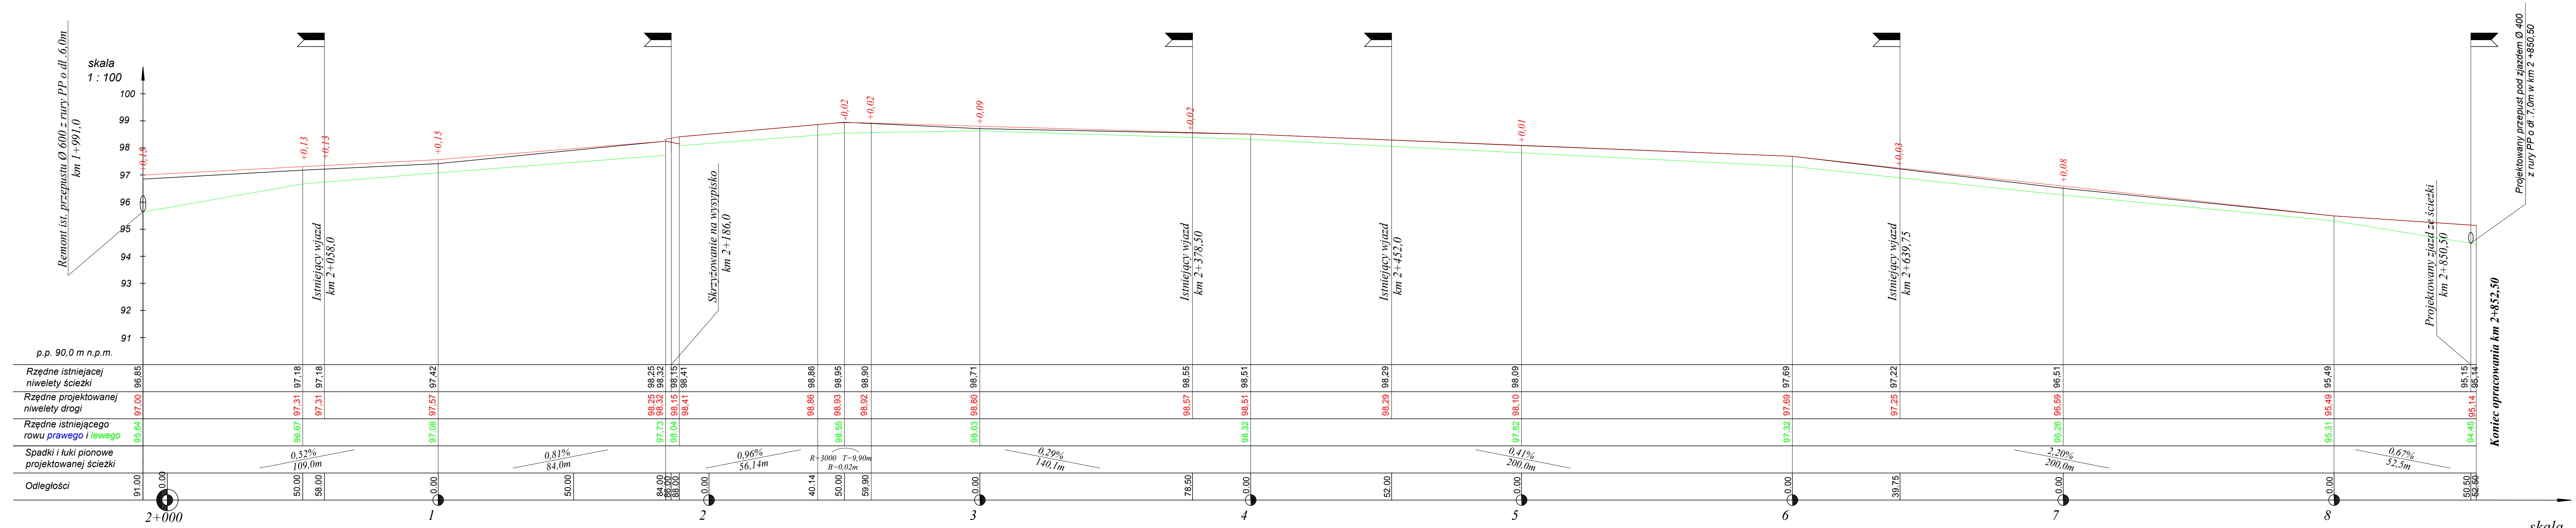 Remont ist. przepustu Ø 600 z rury PP o dł. 6,0m
km 1+991,0
skala
1 : 100
100
99
98
97
96
95
94
93
92
91
p.p. 90,0 m n.p.m.
+0,13
+0,13
+0,13
+0,15
-0,02
+0,02
+0,09
+0,02
+0,01
+0,03
+0,08
Istniejący wjazd
km 2+058,0
Skrzyżowanie na wysypisko
km 2+186,0
Istniejący wjazd
km 2+378,50
Istniejący wjazd
km 2+452,0
Istniejący wjazd
km 2+639,75
Projektowany zjazd ze ścieżki
km 2+850,50
Projektowany przepust pod zjazdem Ø 400
z rury PP o dł .7,0m w km 2 +850,50
Koniec opracowania km 2+852,50
Rzędne istniejacej
niwelety ścieżki
96,85 97,18 97,18 97,42 98,25 98,32 98,15 98,41 98,86 98,95 98,90 98,71 98,55 98,51 98,29 98,09 97,69 97,22 96,51 95,49 95,15 95,14
Rzędne projektowanej
niwelety drogi
97,00 97,31 97,31 97,57 98,25 98,32 98,15 98,41 98,86 98,93 98,92 98,80 98,57 98,51 98,29 98,10 97,69 97,25 96,59 95,49 95,14
Rzędne istniejącego
rowu prawego i lewego
95,64 96,67 97,08 97,73 98,04 98,55 98,63 98,32 97,82 97,32 96,26 95,31 94,45
Spadki i łuki pionowe
projektowanej ścieżki
0,52%
109,0m
0,81%
84,0m
0,96%
56,14m
R=3000 T=9,90m
B=0,02m
0,29%
140,1m
0,41%
200,0m
2,20%
200,0m
0,67%
52,5m
Odległości
91.00 0.00 50.00 58.00 0.00 50.00 84.00 86.00 88.00 0.00 40.14 50.00 59.90 0.00 78.50 0.00 52.00 0.00 0.00 39.75 0.00 0.00 50.50 52.50
2+000 1 2 3 4 5 6 7 8
skala